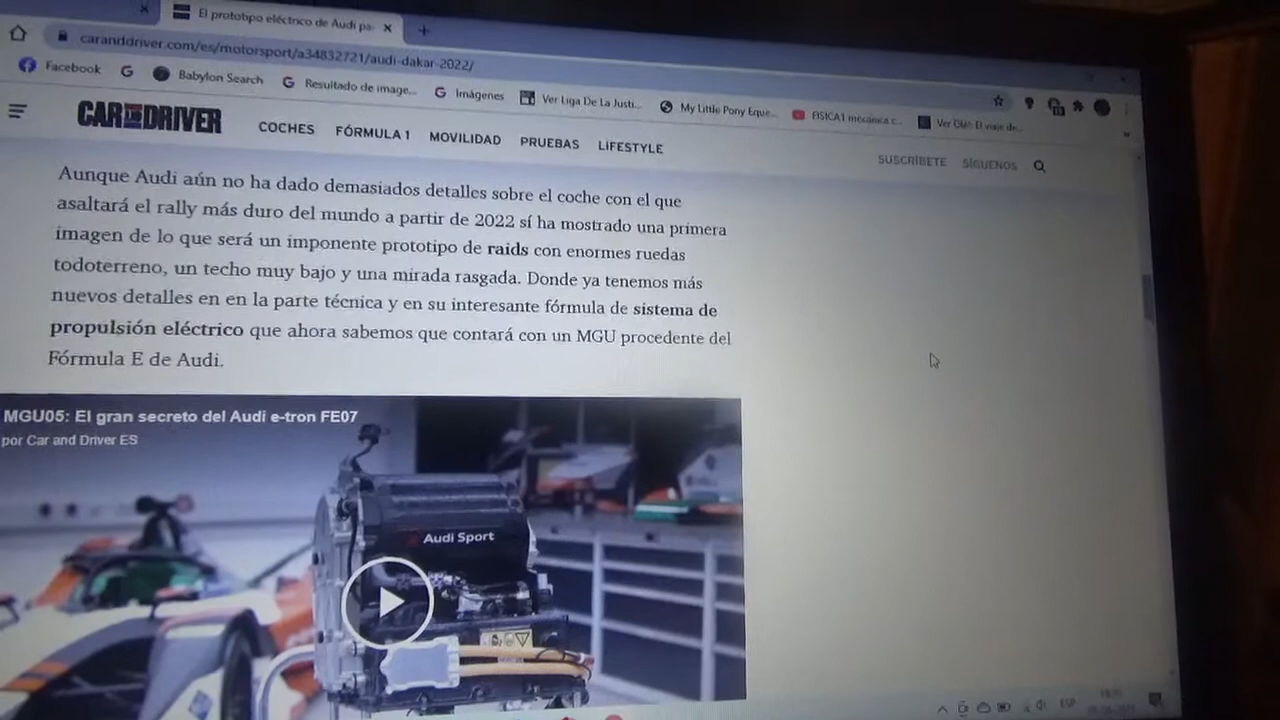 El prototipo eléctrico de Audi pa
caranddriver.com/es/motorsport/a34832721/audi-dakar-2022/
Facebook
Babylon Search
Resultado de image...
Imágenes
Ver Liga De La Justi...
My Little Pony Eque...
FISICA1 mecanica c...
CAR AND DRIVER
COCHES FÓRMULA 1 MOVILIDAD PRUEBAS LIFESTYLE
SUSCRÍBETE SÍGUENOS
Aunque Audi aún no ha dado demasiados detalles sobre el coche con el que
asaltará el rally más duro del mundo a partir de 2022 sí ha mostrado una primera
imagen de lo que será un imponente prototipo de raids con enormes ruedas
todoterreno, un techo muy bajo y una mirada rasgada. Donde ya tenemos más
nuevos detalles en en la parte técnica y en su interesante fórmula de sistema de
propulsión eléctrico que ahora sabemos que contará con un MGU procedente del
Fórmula E de Audi.
MGU05: El gran secreto del Audi e-tron FE07
por Car and Driver ES
Audi Sport
ESP